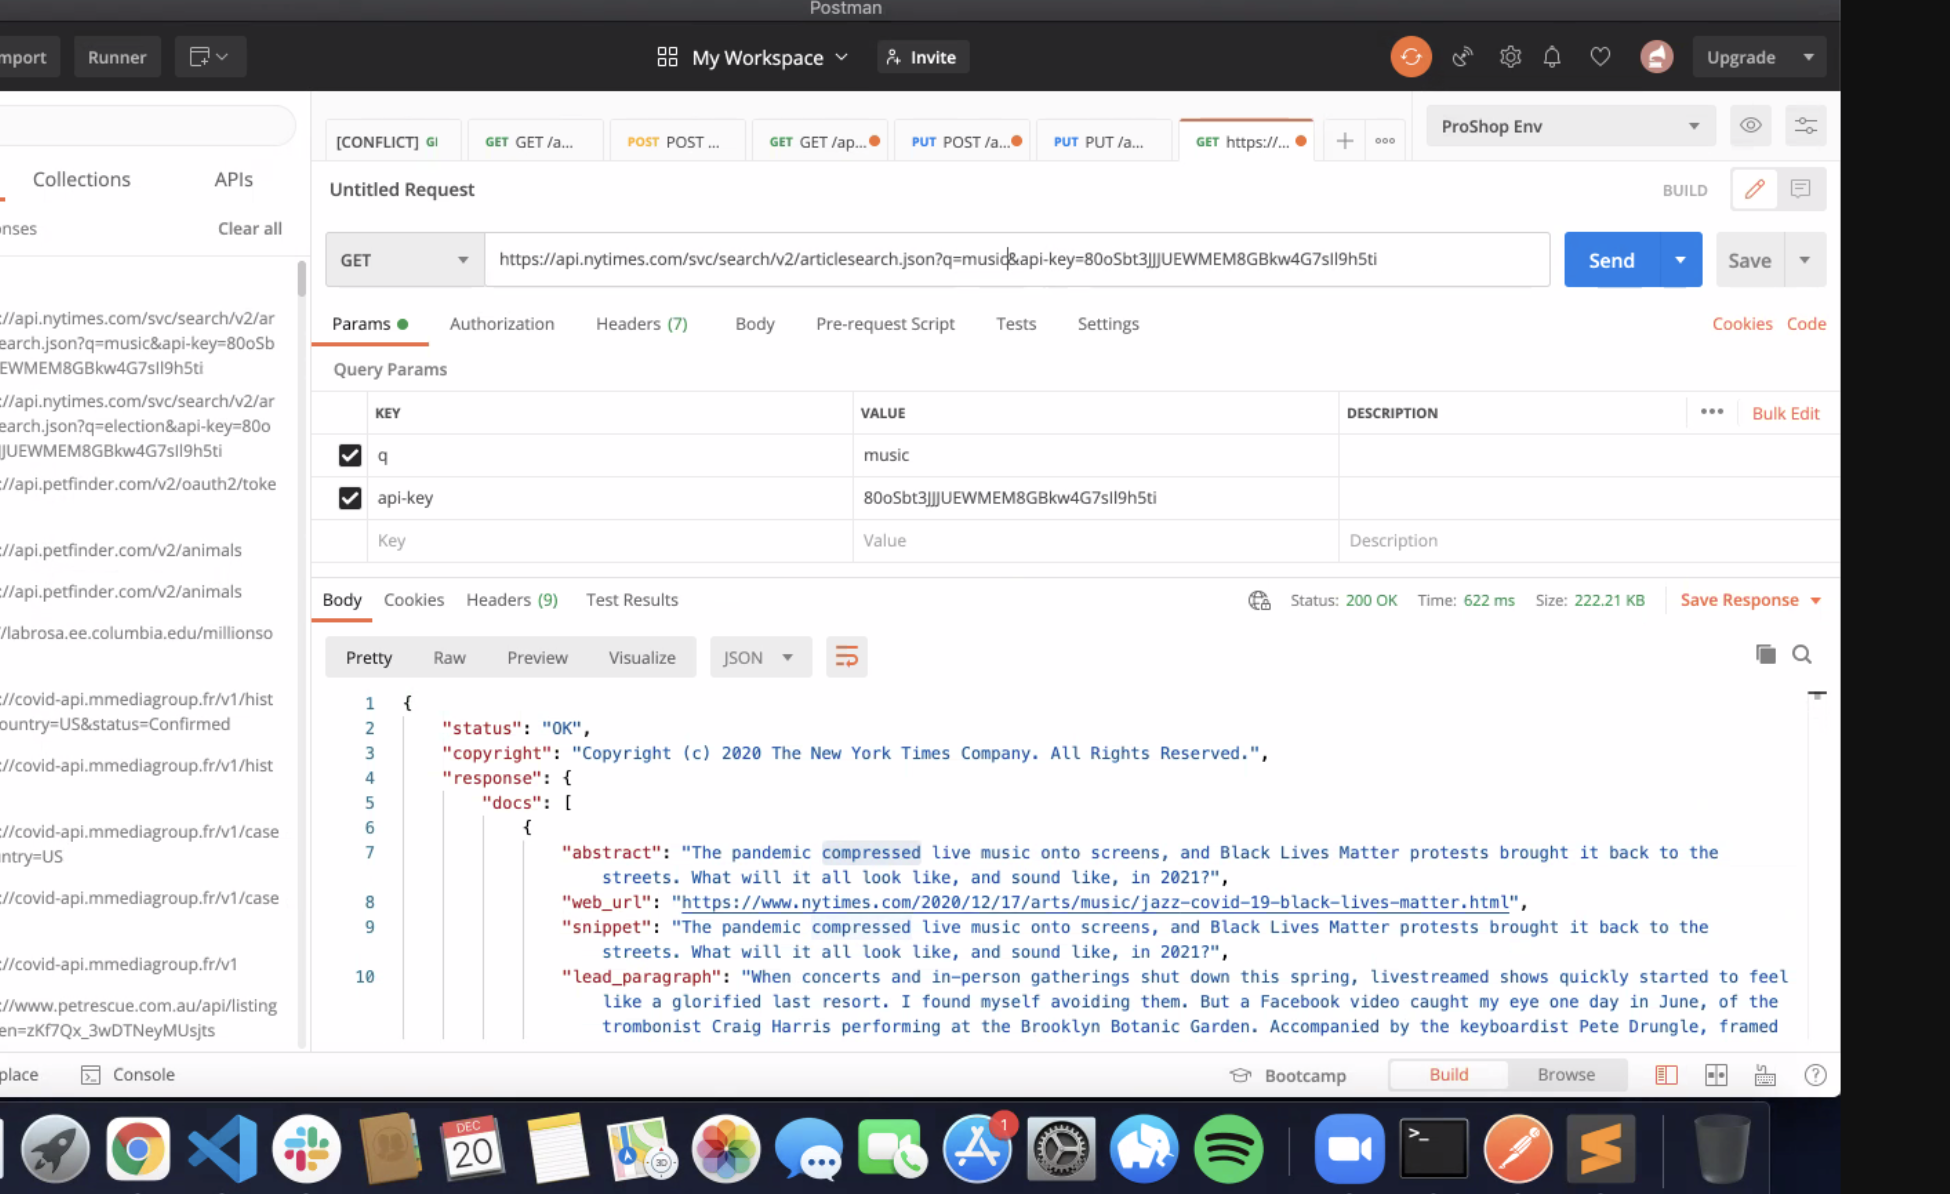 Postman
mport Runner My Workspace Invite Upgrade
[CONFLICT] GI GET GET /a... POST POST ... GET GET /ap... PUT POST /a... PUT PUT /a... GET https://... ProShop Env
Collections APIs
Untitled Request BUILD
nses Clear all
GET https://api.nytimes.com/svc/search/v2/articlesearch.json?q=music&api-key=80oSbt3JJJUEWMEM8GBkw4G7sII9h5ti Send Save
Params Authorization Headers (7) Body Pre-request Script Tests Settings Cookies Code
Query Params
KEY VALUE DESCRIPTION Bulk Edit
q music
api-key 80oSbt3JJJUEWMEM8GBkw4G7sII9h5ti
Key Value Description
://api.nytimes.com/svc/search/v2/ar
earch.json?q=music&api-key=80oSb
EWMEM8GBkw4G7sII9h5ti
://api.nytimes.com/svc/search/v2/ar
earch.json?q=election&api-key=80o
JJUEWMEM8GBkw4G7sII9h5ti
://api.petfinder.com/v2/oauth2/toke
://api.petfinder.com/v2/animals
://api.petfinder.com/v2/animals
/labrosa.ee.columbia.edu/millionso
://covid-api.mmediagroup.fr/v1/hist
ountry=US&status=Confirmed
://covid-api.mmediagroup.fr/v1/hist
://covid-api.mmediagroup.fr/v1/case
ntry=US
://covid-api.mmediagroup.fr/v1/case
://covid-api.mmediagroup.fr/v1
://www.petrescue.com.au/api/listing
en=zKf7Qx_3wDTNeyMUsjts
Body Cookies Headers (9) Test Results Status: 200 OK Time: 622 ms Size: 222.21 KB Save Response
Pretty Raw Preview Visualize JSON
1 {
2 "status": "OK",
3 "copyright": "Copyright (c) 2020 The New York Times Company. All Rights Reserved.",
4 "response": {
5 "docs": [
6 {
7 "abstract": "The pandemic compressed live music onto screens, and Black Lives Matter protests brought it back to the
streets. What will it all look like, and sound like, in 2021?",
8 "web_url": "https://www.nytimes.com/2020/12/17/arts/music/jazz-covid-19-black-lives-matter.html",
9 "snippet": "The pandemic compressed live music onto screens, and Black Lives Matter protests brought it back to the
streets. What will it all look like, and sound like, in 2021?",
10 "lead_paragraph": "When concerts and in-person gatherings shut down this spring, livestreamed shows quickly started to feel
like a glorified last resort. I found myself avoiding them. But a Facebook video caught my eye one day in June, of the
trombonist Craig Harris performing at the Brooklyn Botanic Garden. Accompanied by the keyboardist Pete Drungle, framed
place Console Bootcamp Build Browse
DEC
20
3D
1
>_